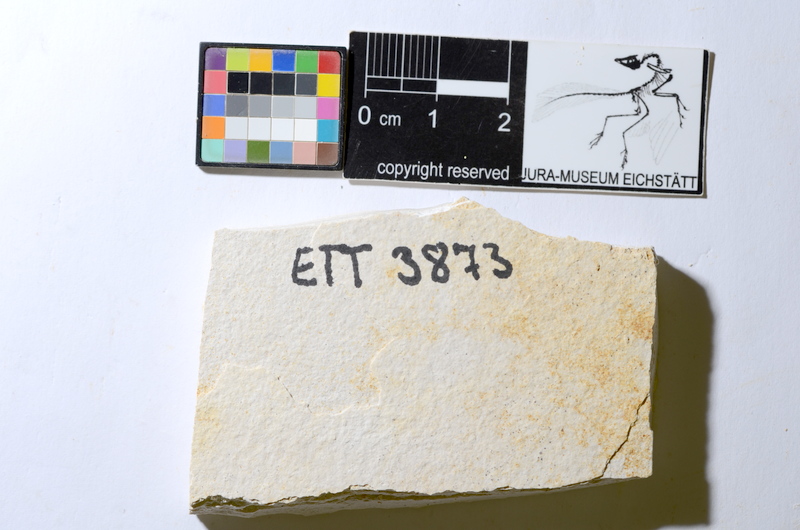 0 cm 1 2
copyright reserved
JURA-MUSEUM EICHSTÄTT
ETT 3873